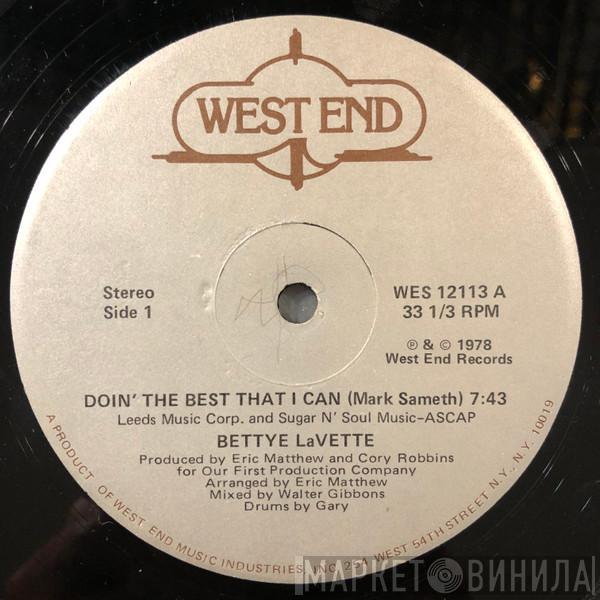 WEST END
Stereo
Side 1
WES 12113 A
33 1/3 RPM
℗ & © 1978
West End Records
DOIN' THE BEST THAT I CAN (Mark Sameth) 7:43
Leeds Music Corp. and Sugar N' Soul Music-ASCAP
BETTYE LaVETTE
Produced by Eric Matthew and Cory Robbins
for Our First Production Company
Arranged by Eric Matthew
Mixed by Walter Gibbons
Drums by Gary
A PRODUCT OF WEST END MUSIC INDUSTRIES, INC. WEST 54TH STREET N.Y., N.Y. 10019
МАРКЕТ ВИНИЛА